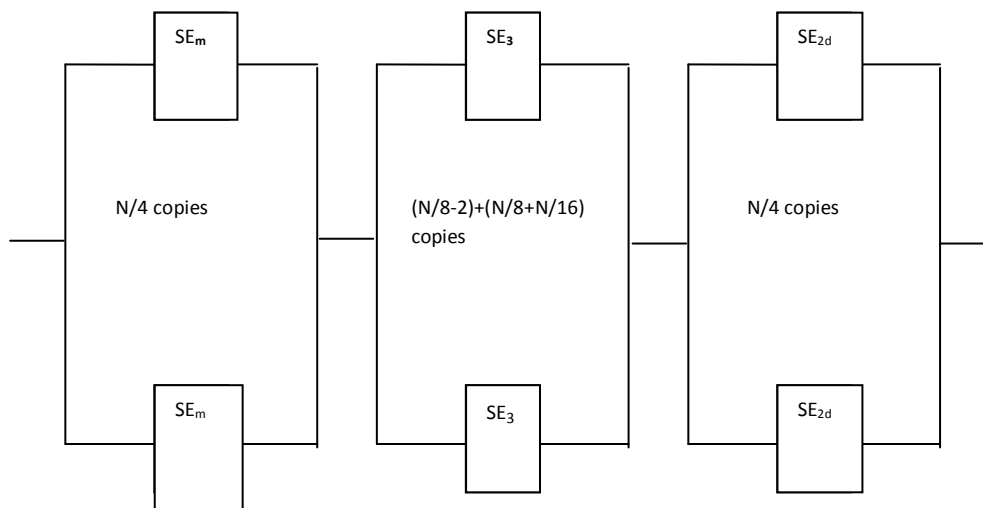 SEm
SE3
SE2d
N/4 copies
(N/8-2)+(N/8+N/16)
copies
N/4 copies
SEm
SE3
SE2d